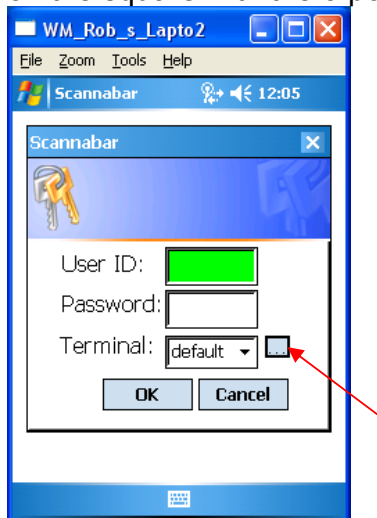 WM_Rob_s_Lapto2
File Zoom Tools Help
Scannabar 12:05
Scannabar
User ID:
Password:
Terminal: default ...
OK Cancel